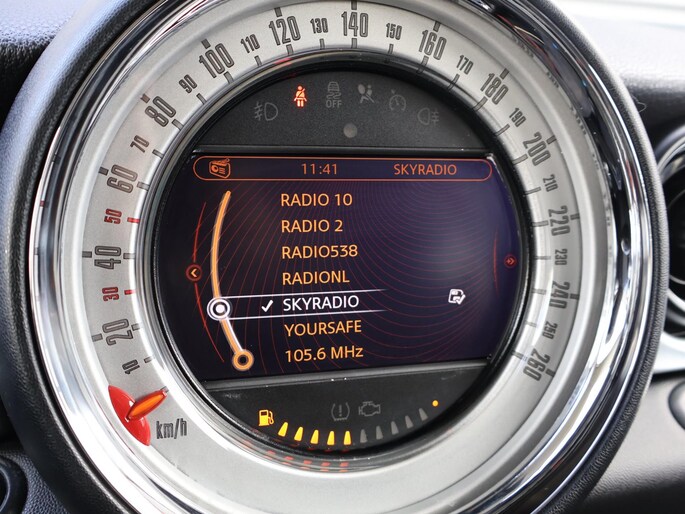 10
20
30
40
50
60
70
80
90
100
110
120
130
140
150
160
165
180
190
200
210
220
230
240
250
260
km/h
OFF
11:41 SKYRADIO
RADIO 10
RADIO 2
RADIO538
RADIONL
SKYRADIO
YOURSAFE
105.6 MHz